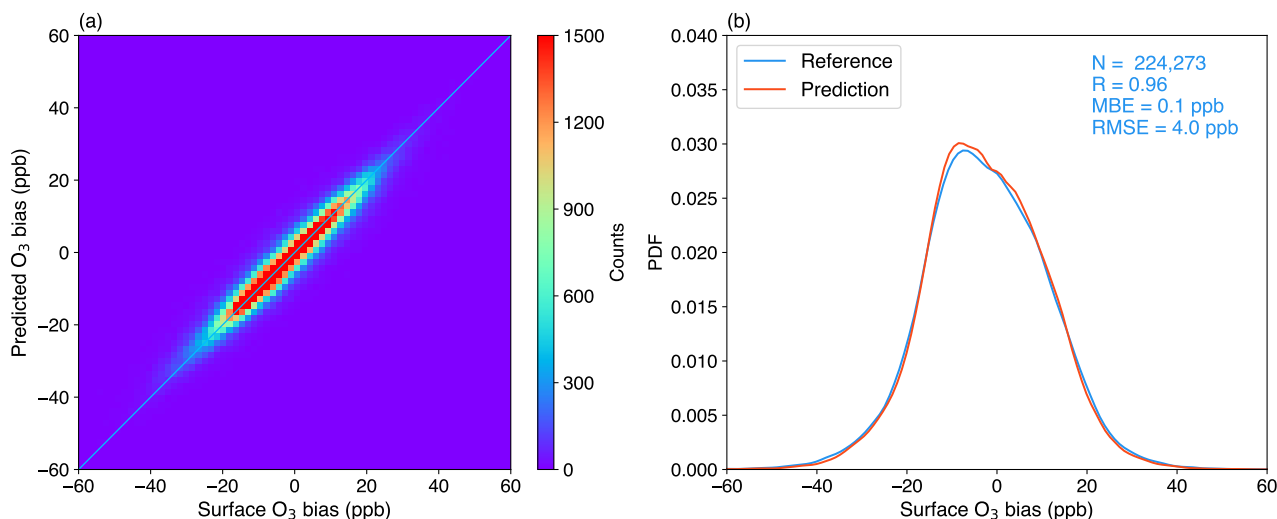 (a)
60
40
20
0
−20
−40
−60
−60
−40
−20
0
20
40
60
Predicted O₃ bias (ppb)
Surface O₃ bias (ppb)
1500
1200
900
600
300
0
Counts
(b)
0.040
0.035
0.030
0.025
0.020
0.015
0.010
0.005
0.000
−60
−40
−20
0
20
40
60
PDF
Surface O₃ bias (ppb)
Reference
Prediction
N = 224,273
R = 0.96
MBE = 0.1 ppb
RMSE = 4.0 ppb